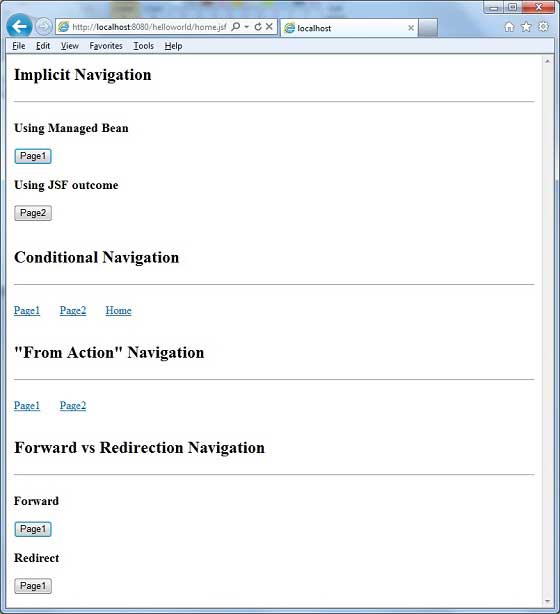 http://localhost:8080/helloworld/home.jsf
localhost
File Edit View Favorites Tools Help
Implicit Navigation
Using Managed Bean
Page1
Using JSF outcome
Page2
Conditional Navigation
Page1 Page2 Home
"From Action" Navigation
Page1 Page2
Forward vs Redirection Navigation
Forward
Page1
Redirect
Page1